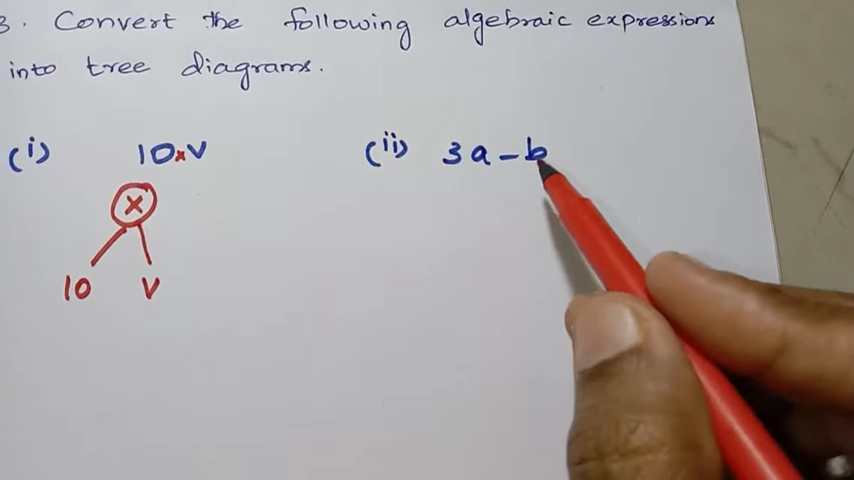 3. Convert the following algebraic expressions
into tree diagrams.
(i) 10×V (ii) 3a-b
×
10 V